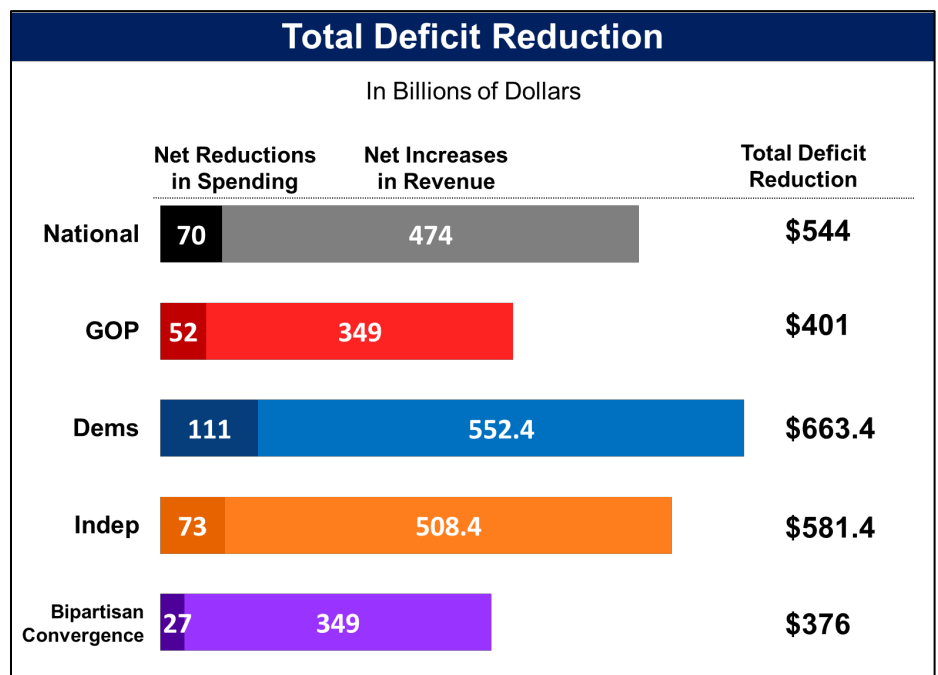 Total Deficit Reduction
In Billions of Dollars
Net Reductions
in Spending
Net Increases
in Revenue
Total Deficit
Reduction
National 70 474 $544
GOP 52 349 $401
Dems 111 552.4 $663.4
Indep 73 508.4 $581.4
Bipartisan
Convergence 27 349 $376